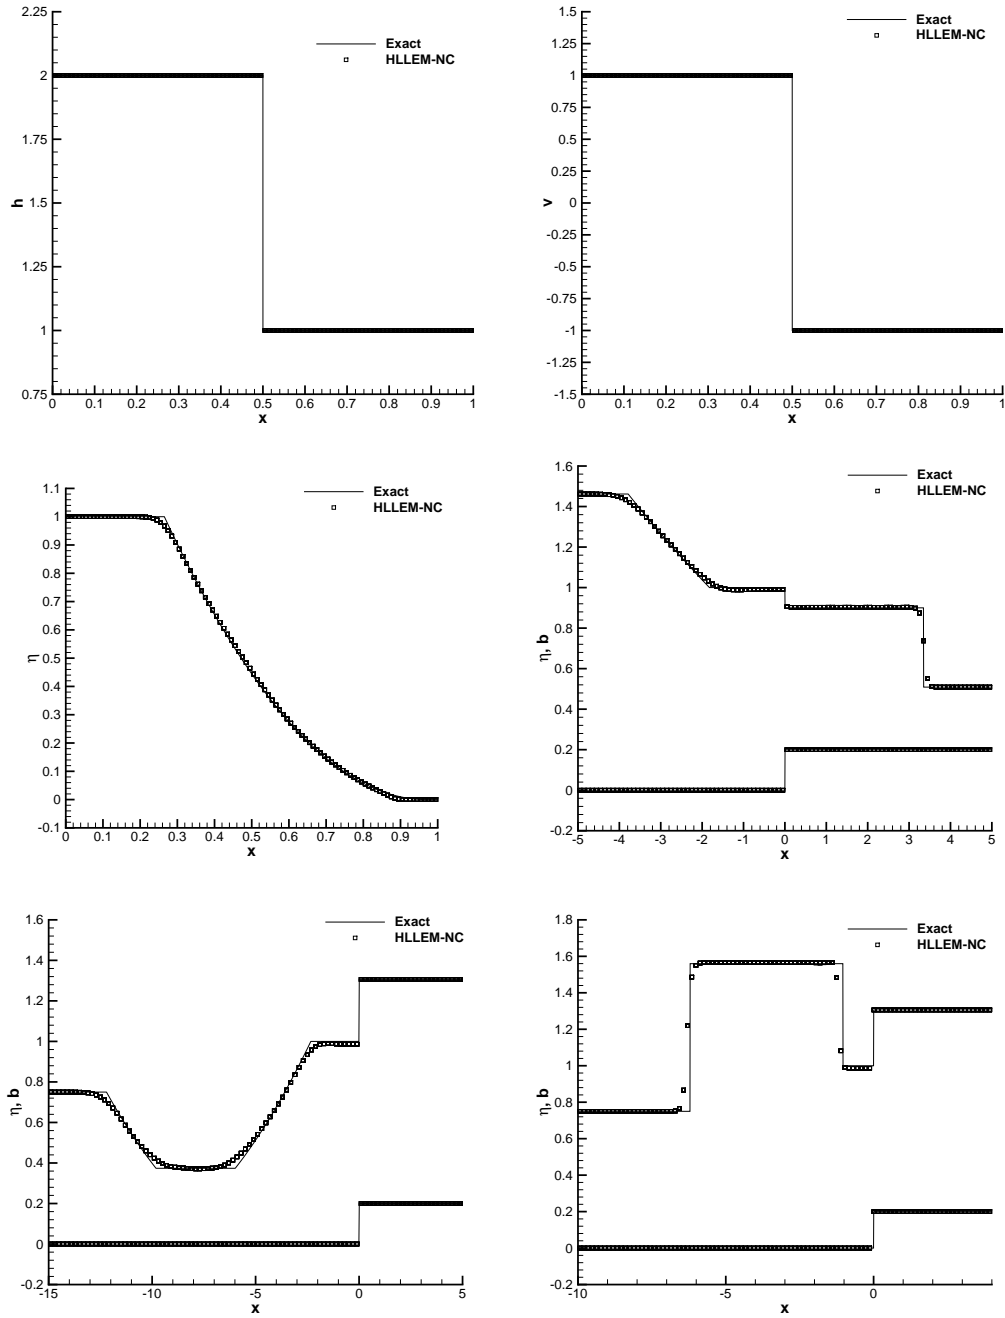 Exact
HLLEM-NC
h
2.25
2
1.75
1.5
1.25
1
0.75
0 0.1 0.2 0.3 0.4 0.5 0.6 0.7 0.8 0.9 1
x
Exact
HLLEM-NC
v
1.5
1.25
1
0.75
0.5
0.25
0
-0.25
-0.5
-0.75
-1
-1.25
-1.5
0 0.1 0.2 0.3 0.4 0.5 0.6 0.7 0.8 0.9 1
x
Exact
HLLEM-NC
η
1.1
1
0.9
0.8
0.7
0.6
0.5
0.4
0.3
0.2
0.1
0
-0.1
0 0.1 0.2 0.3 0.4 0.5 0.6 0.7 0.8 0.9 1
x
Exact
HLLEM-NC
η, b
1.6
1.4
1.2
1
0.8
0.6
0.4
0.2
0
-0.2
-5 -4 -3 -2 -1 0 1 2 3 4 5
x
Exact
HLLEM-NC
η, b
1.6
1.4
1.2
1
0.8
0.6
0.4
0.2
0
-0.2
-15 -10 -5 0 5
x
Exact
HLLEM-NC
η, b
1.8
1.6
1.4
1.2
1
0.8
0.6
0.4
0.2
0
-0.2
-10 -5 0
x